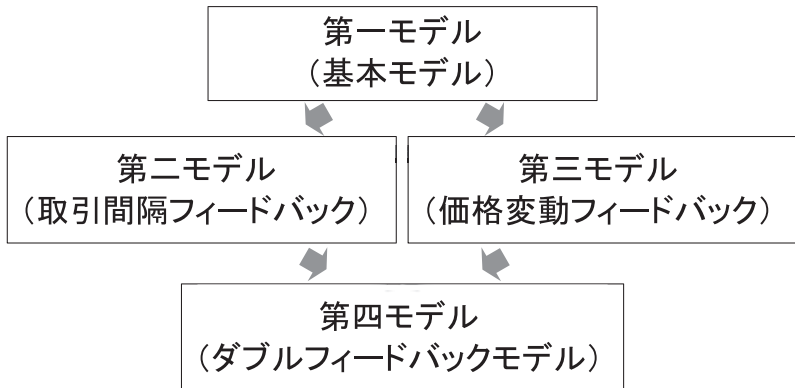 第一モデル
（基本モデル）
第二モデル
（取引間隔フィードバック）
第三モデル
（価格変動フィードバック）
第四モデル
（ダブルフィードバックモデル）